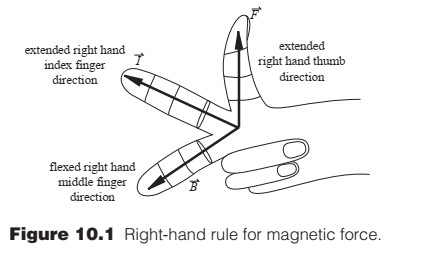 F
extended right hand
index finger
direction
I
extended
right hand thumb
direction
flexed right hand
middle finger
direction
B
Figure 10.1 Right-hand rule for magnetic force.